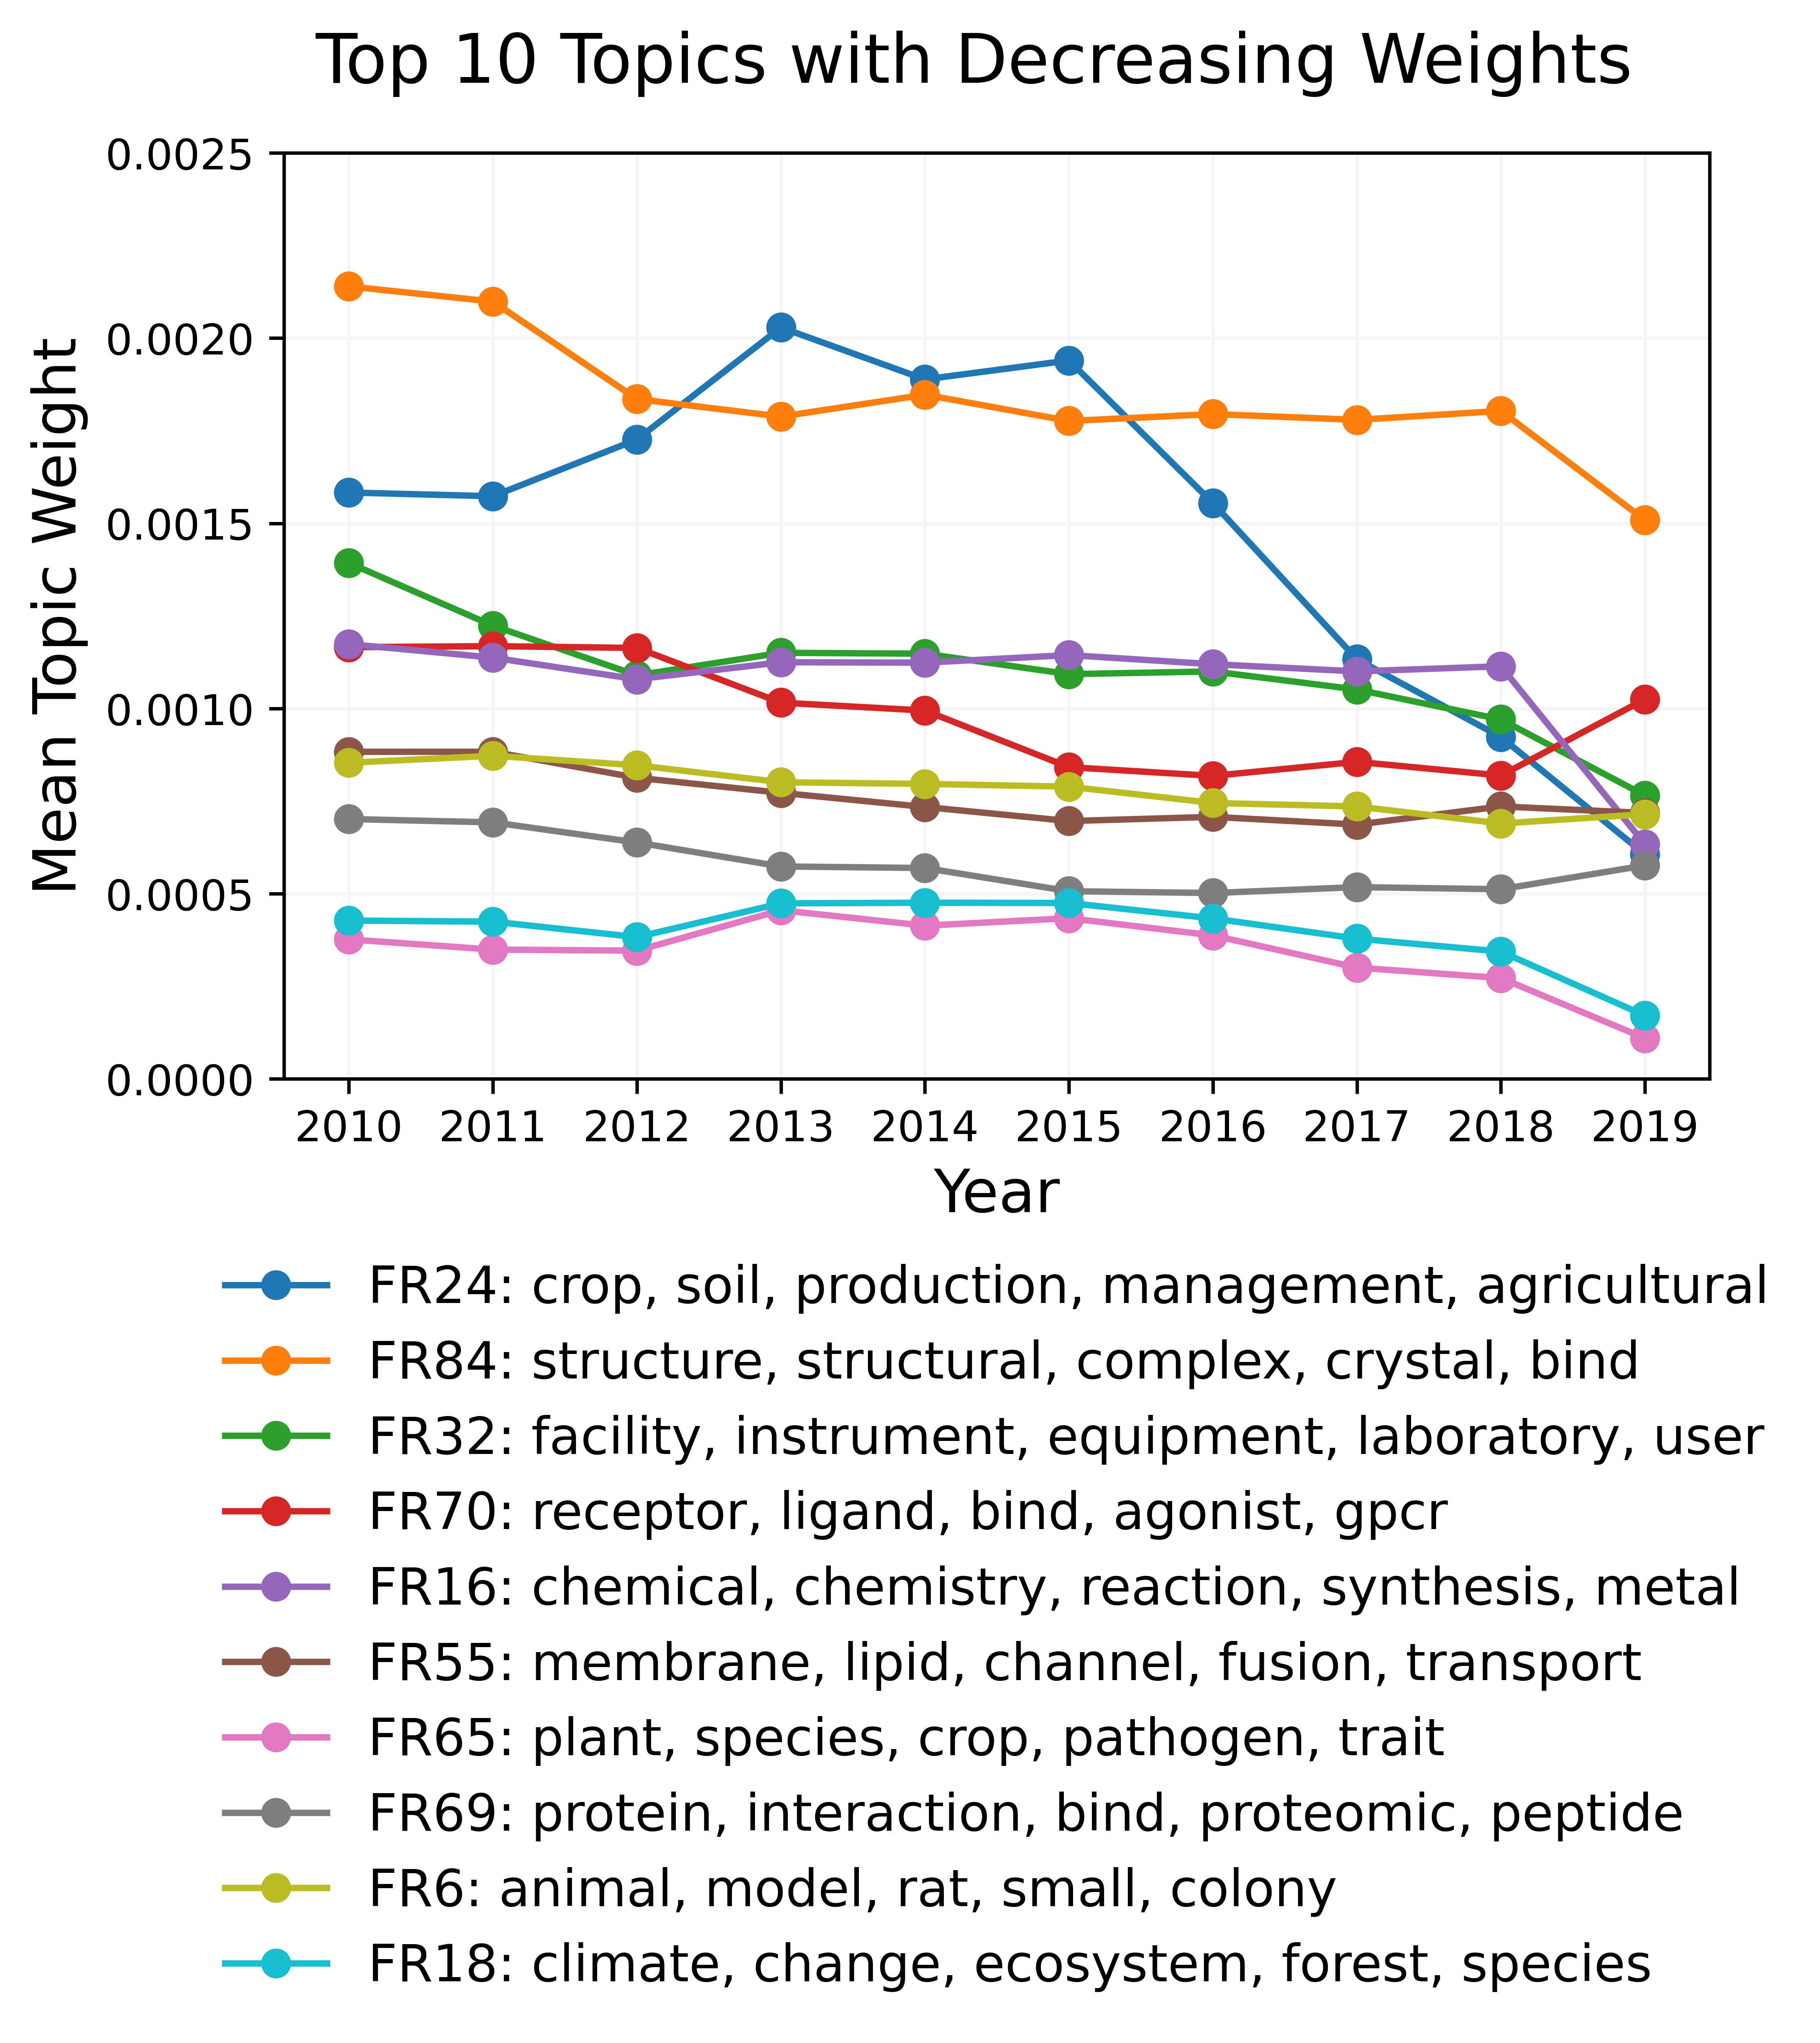 Top 10 Topics with Decreasing Weights
Mean Topic Weight
0.0025
0.0020
0.0015
0.0010
0.0005
0.0000
2010 2011 2012 2013 2014 2015 2016 2017 2018 2019
Year
FR24: crop, soil, production, management, agricultural
FR84: structure, structural, complex, crystal, bind
FR32: facility, instrument, equipment, laboratory, user
FR70: receptor, ligand, bind, agonist, gpcr
FR16: chemical, chemistry, reaction, synthesis, metal
FR55: membrane, lipid, channel, fusion, transport
FR65: plant, species, crop, pathogen, trait
FR69: protein, interaction, bind, proteomic, peptide
FR6: animal, model, rat, small, colony
FR18: climate, change, ecosystem, forest, species